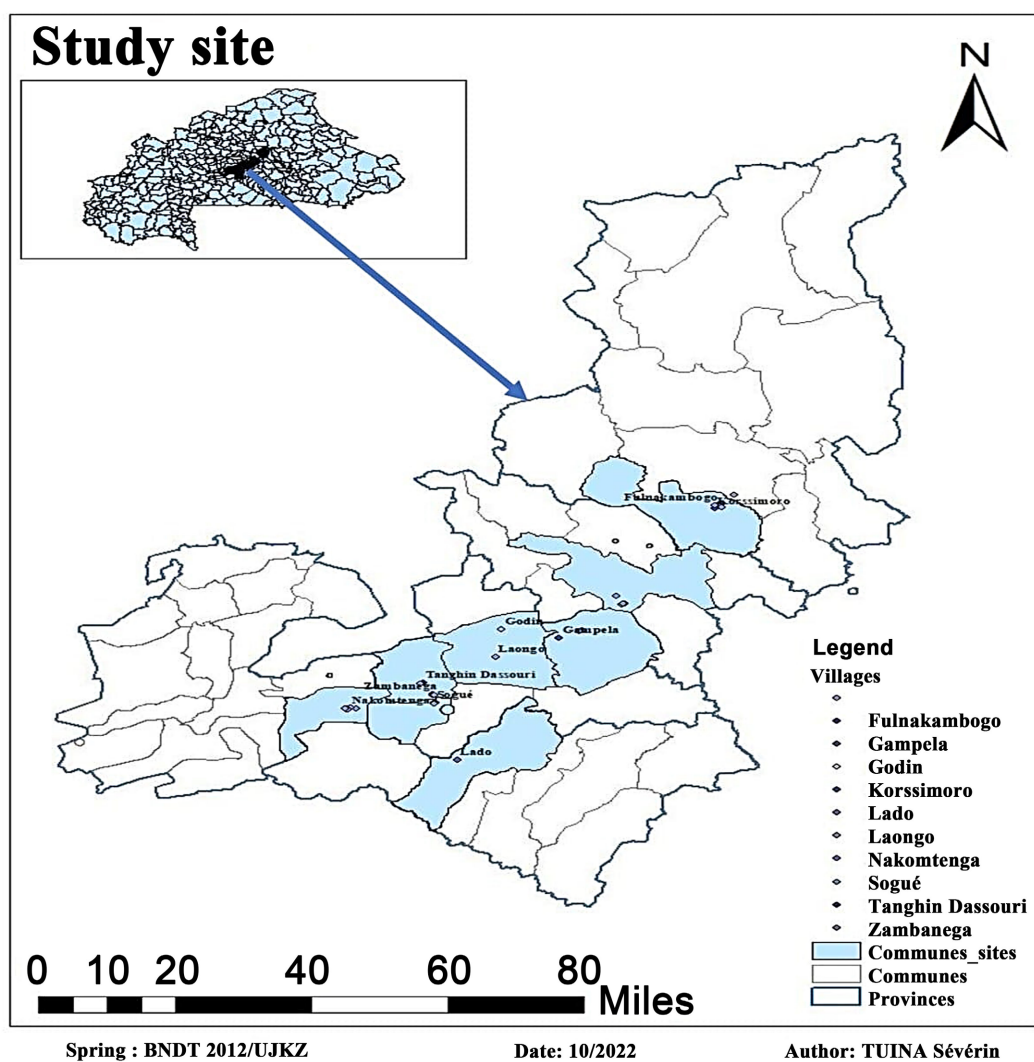 Study site
N
Fulnakambogo
Korssimoro
Godin
Gampela
Laongo
Tanghin Dassouri
Zambanega
Sogué
Nakomtenga
Lado
Legend
Villages
Fulnakambogo
Gampela
Godin
Korssimoro
Lado
Laongo
Nakomtenga
Sogué
Tanghin Dassouri
Zambanega
Communes_sites
Communes
Provinces
0 10 20 40 60 80
Miles
Spring : BNDT 2012/UJKZ Date: 10/2022 Author: TUINA Sévérin